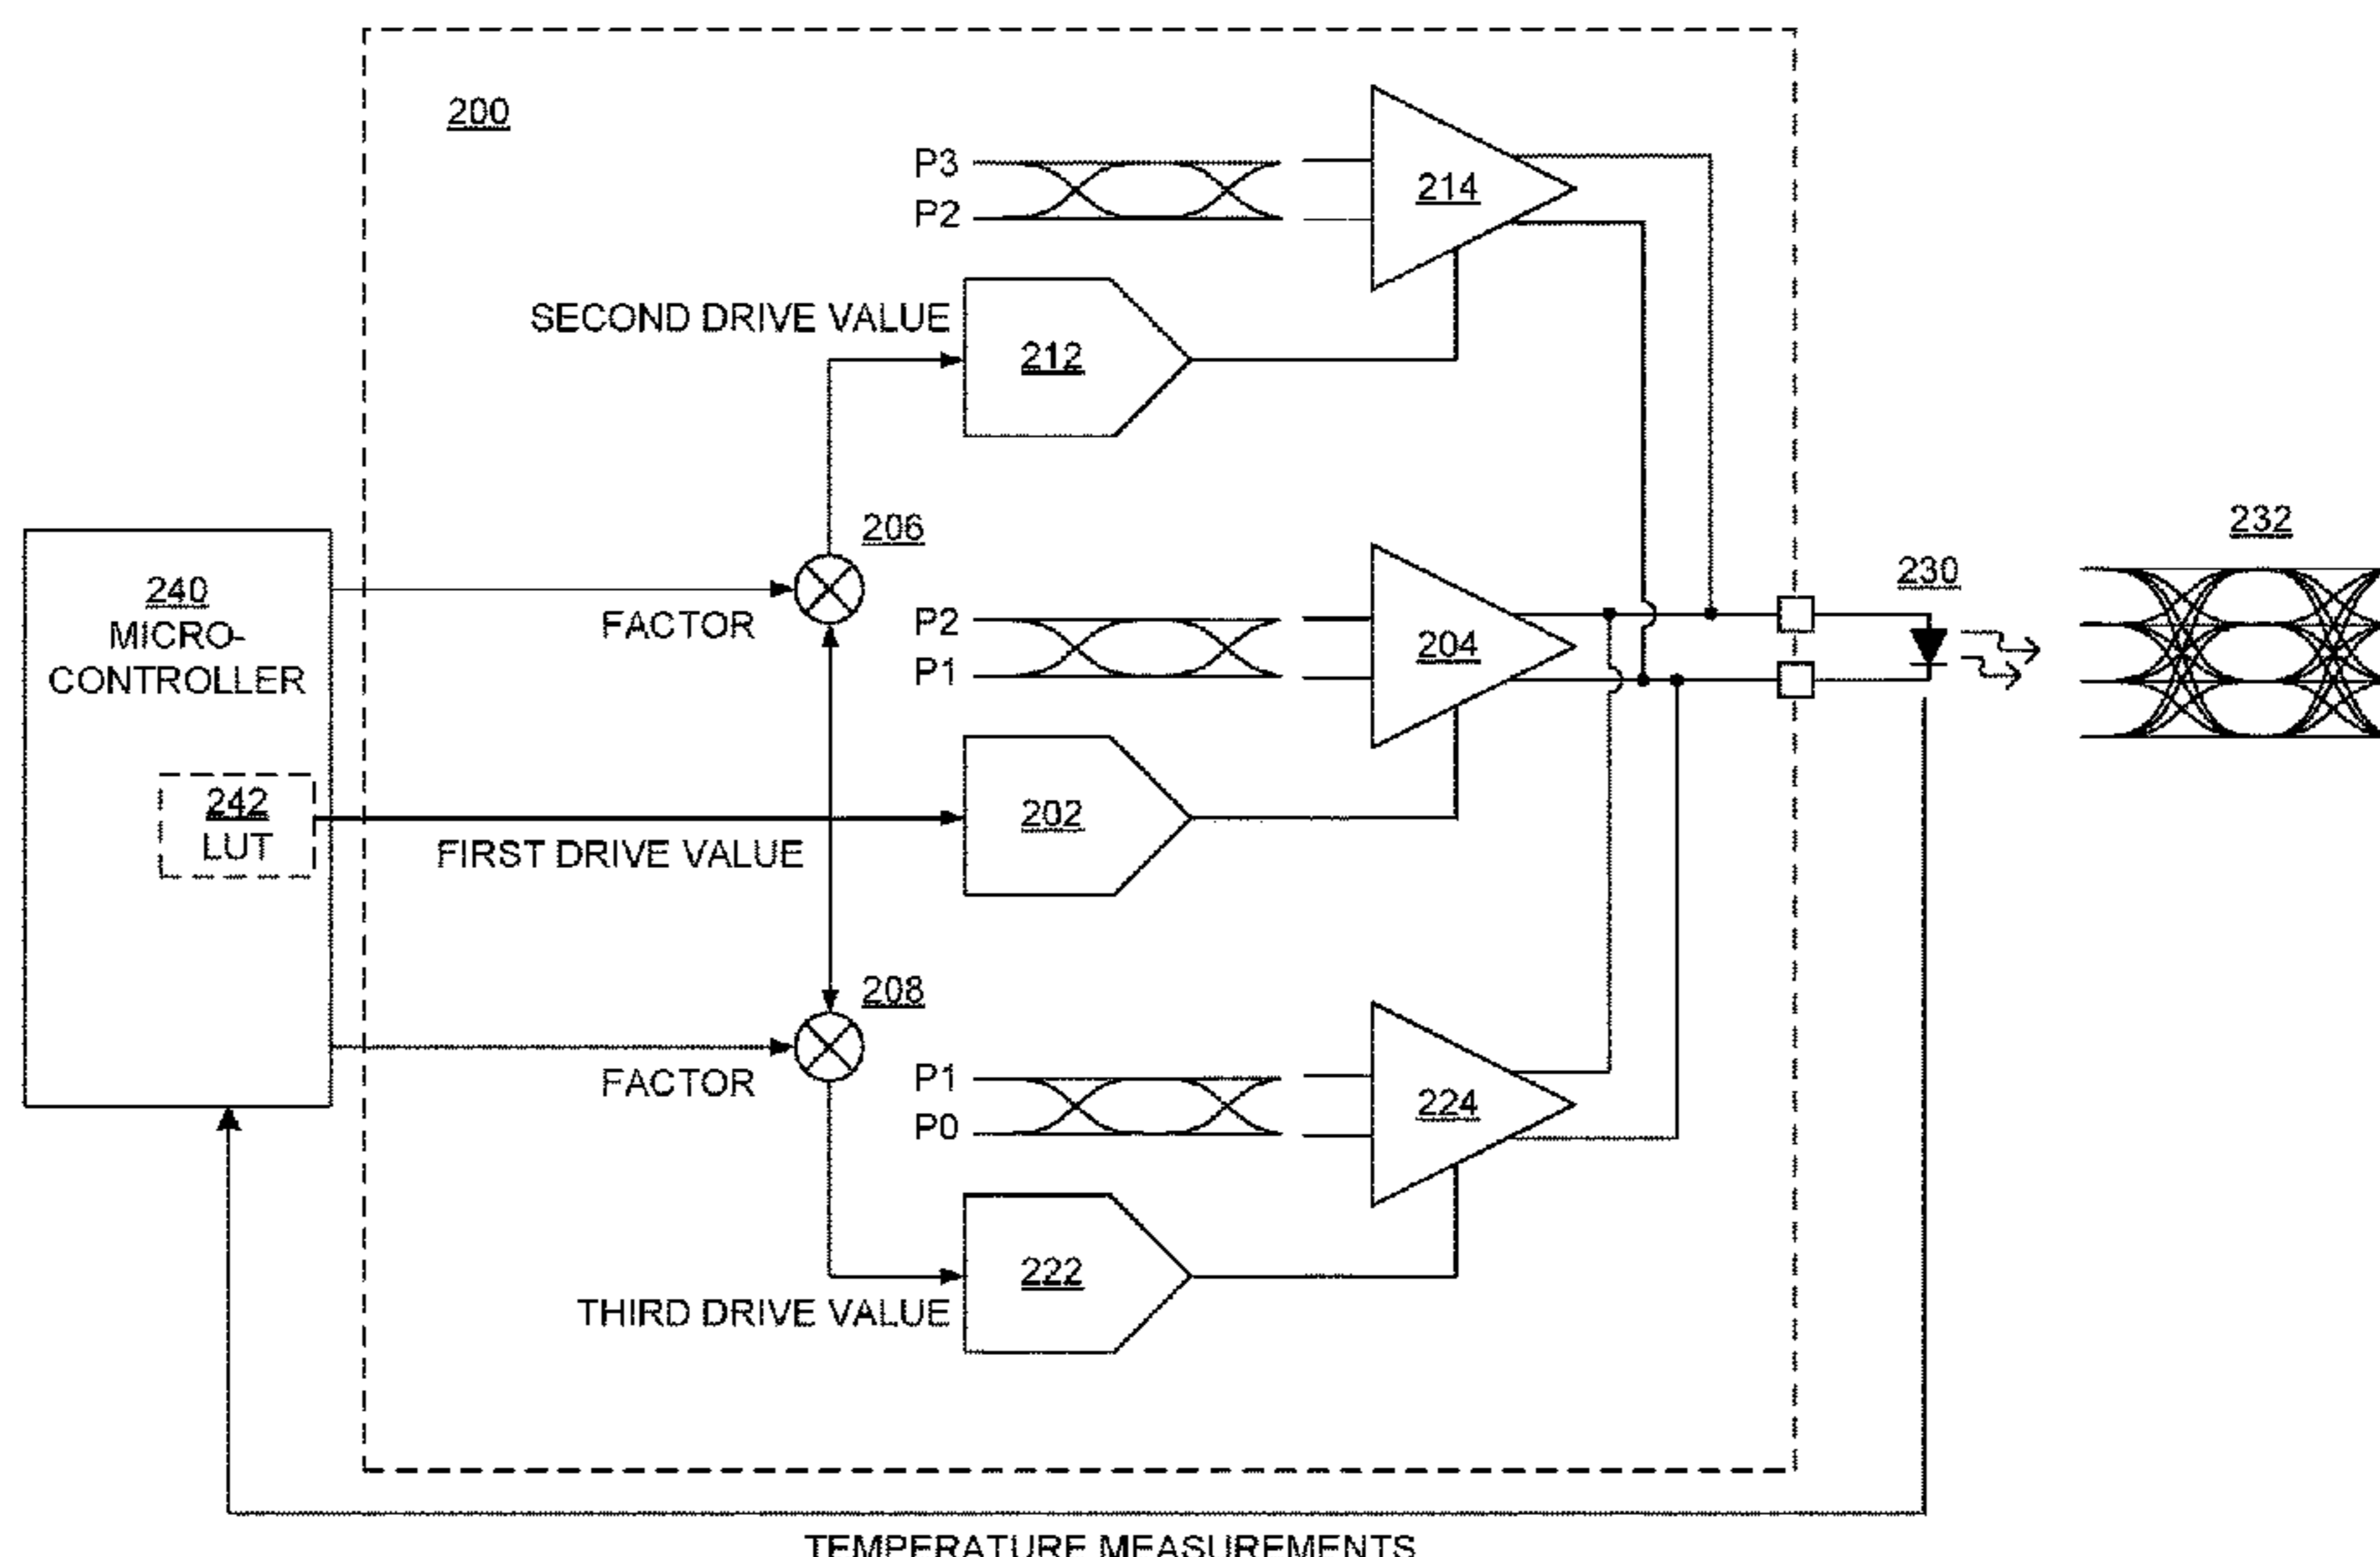 200
P3
P2
214
SECOND DRIVE VALUE
212
206
232
230
240
MICRO-
CONTROLLER
FACTOR
P2
P1
204
242
LUT
FIRST DRIVE VALUE
202
208
FACTOR
P1
P0
224
222
THIRD DRIVE VALUE
TEMPERATURE MEASUREMENTS